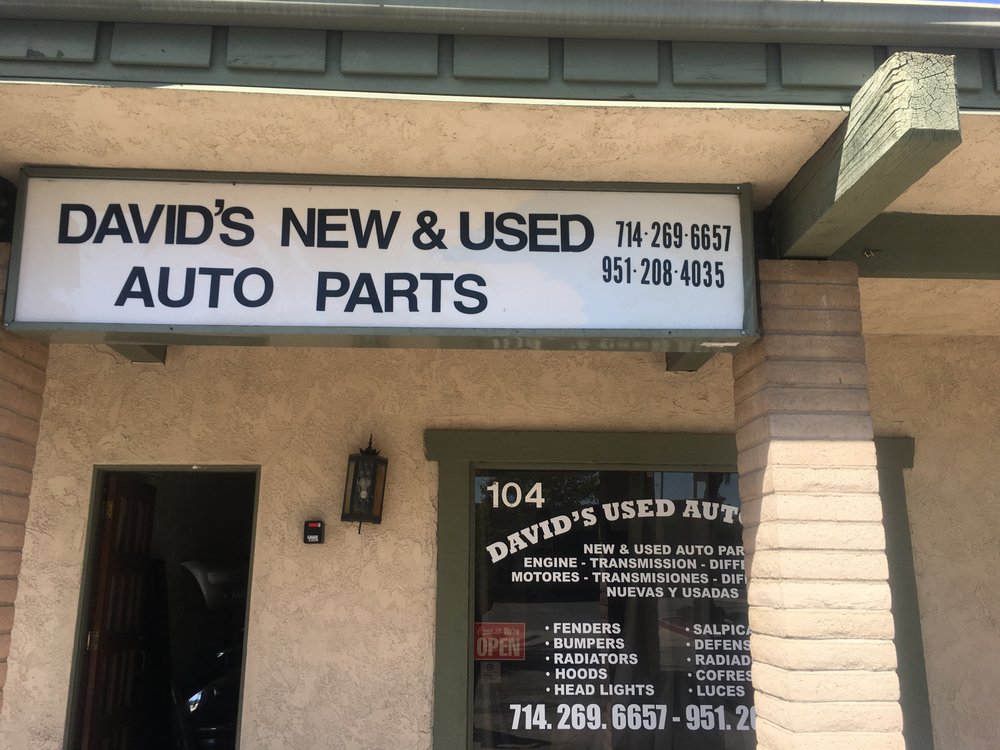 DAVID'S NEW & USED
AUTO PARTS
714·269·6657
951·208·4035
104
DAVID'S USED AUTO
NEW & USED AUTO PAR
ENGINE - TRANSMISSION - DIFFE
MOTORES - TRANSMISIONES - DIF
NUEVAS Y USADAS
· FENDERS
· BUMPERS
· RADIATORS
· HOODS
· HEAD LIGHTS
· SALPICA
· DEFENS
· RADIAD
· COFRES
· LUCES
OPEN
714. 269. 6657 - 951. 20